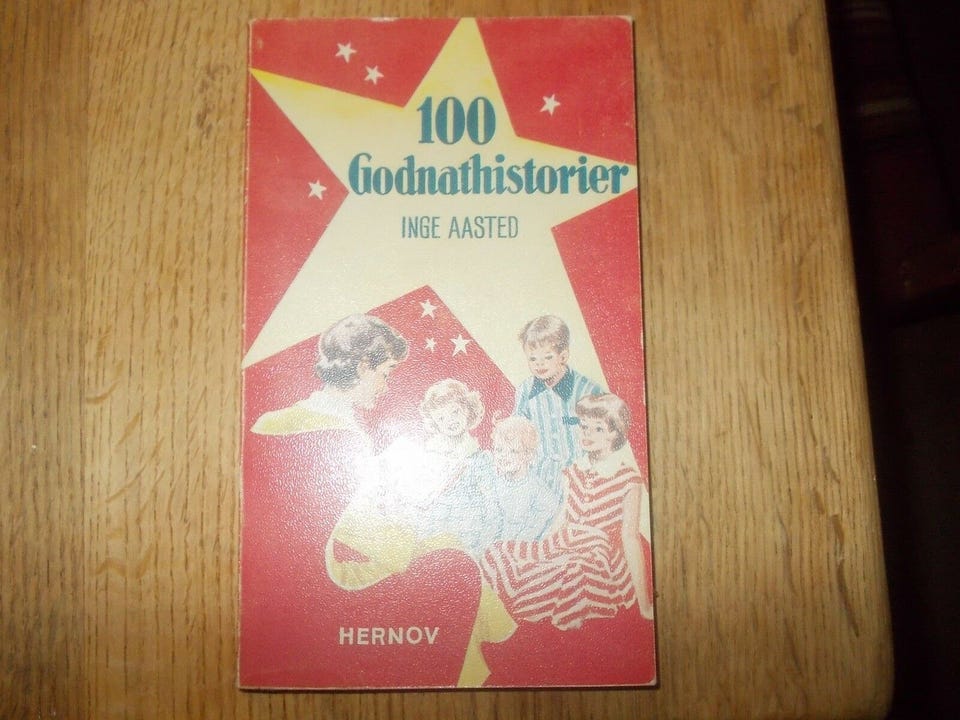 100
Godnathistorier
INGE AASTED
HERNOV